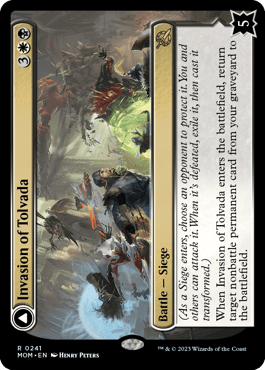 Invasion of Tolvada
3
Battle — Siege
(As a Siege enters, choose an opponent to protect it. You and
others can attack it. When it's defeated, exile it, then cast it
transformed.)
When Invasion of Tolvada enters the battlefield, return
target nonbattle permanent card from your graveyard to
the battlefield.
5
R 0241
MOM • EN HENRY PETERS
™ & © 2023 Wizards of the Coast